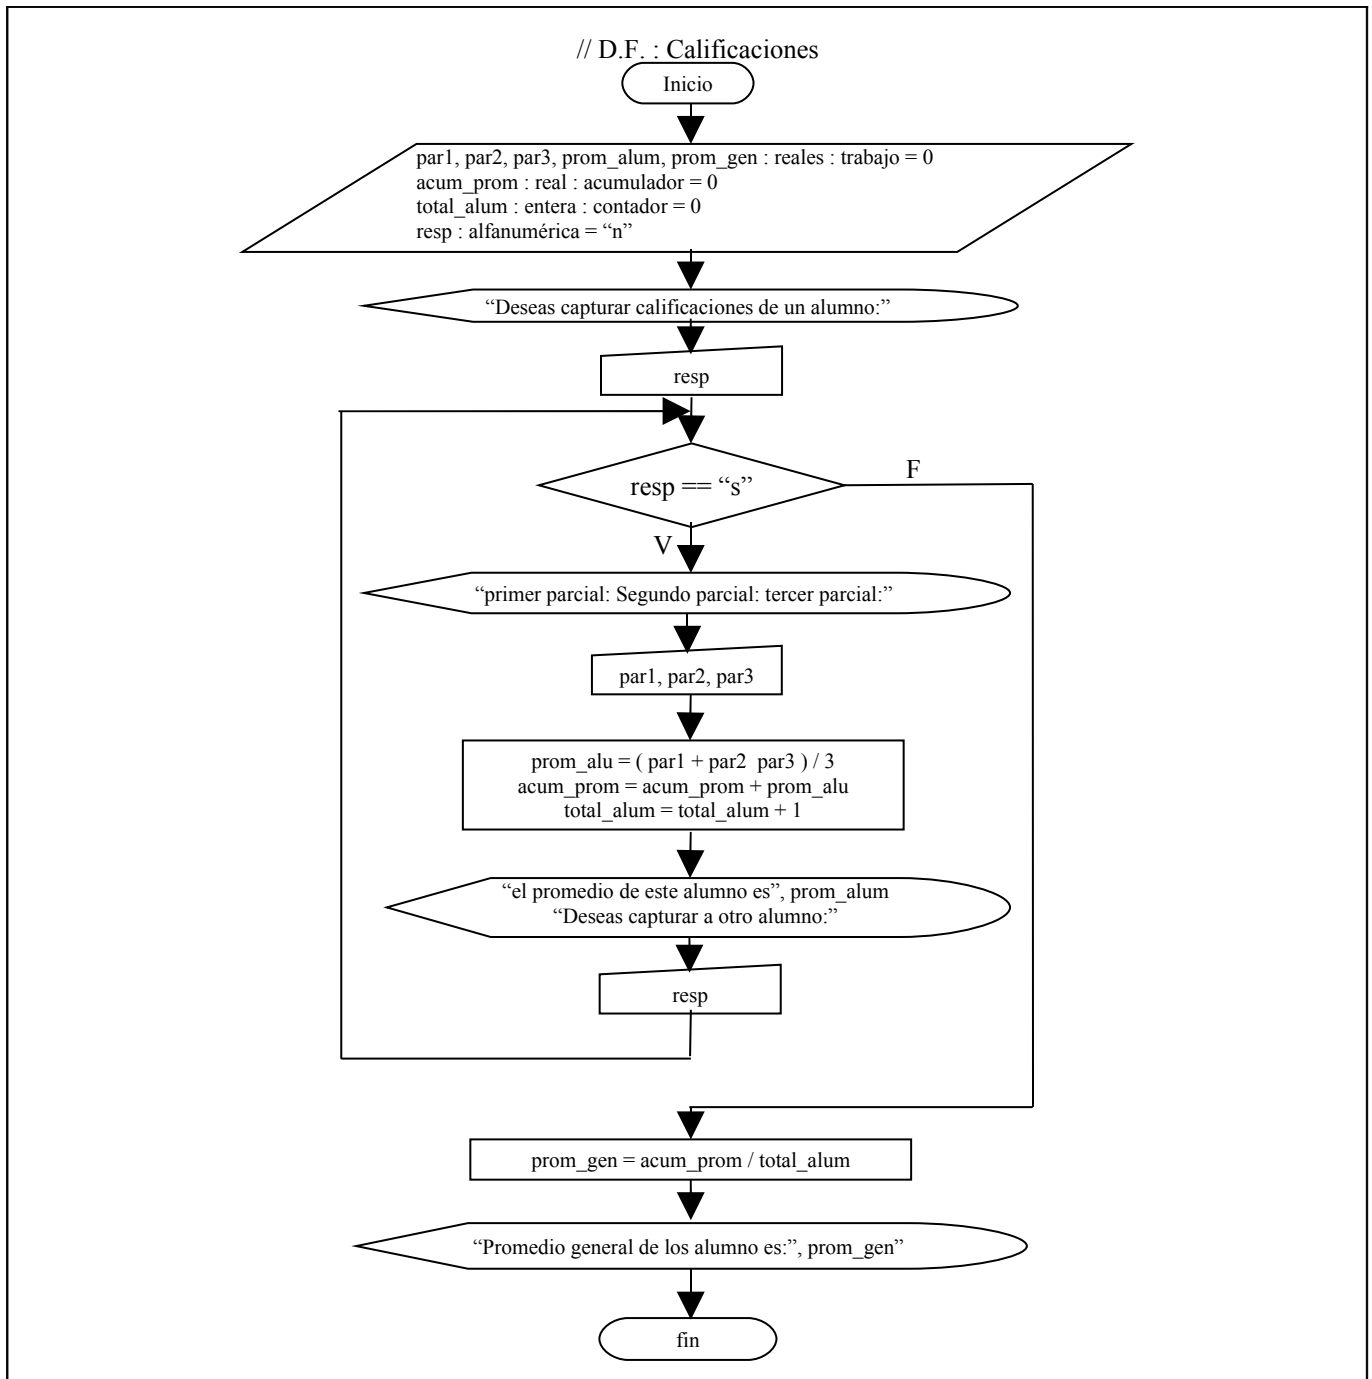 // D.F. : Calificaciones
Inicio
par1, par2, par3, prom_alum, prom_gen : reales : trabajo = 0
acum_prom : real : acumulador = 0
total_alum : entera : contador = 0
resp : alfanumérica = “n”
“Deseas capturar calificaciones de un alumno:”
resp
resp == “s”
F
V
“primer parcial: Segundo parcial: tercer parcial:”
par1, par2, par3
prom_alu = ( par1 + par2  par3 ) / 3
acum_prom = acum_prom + prom_alu
total_alum = total_alum + 1
“el promedio de este alumno es”, prom_alum
“Deseas capturar a otro alumno:”
resp
prom_gen = acum_prom / total_alum
“Promedio general de los alumno es:”, prom_gen”
fin